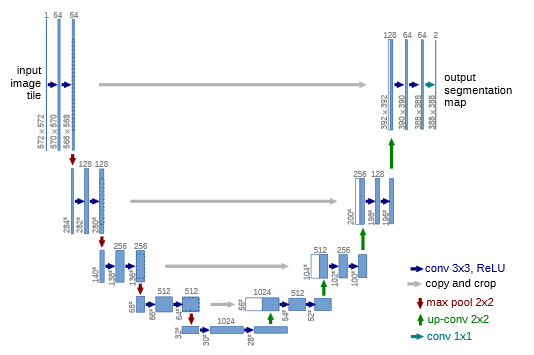 1 64 64
128 64 64 2
input
image
tile
output
segmentation
map
572 x 572
570 x 570
568 x 568
392 x 392
390 x 390
388 x 388
388 x 388
128 128
256 128
284²
282²
280²
200²
198²
196²
256 256
512 256
140²
138²
136²
104²
102²
100²
512 512
1024 512
68²
66²
64²
56²
54²
52²
1024
32²
30²
28²
conv 3x3, ReLU
copy and crop
max pool 2x2
up-conv 2x2
conv 1x1